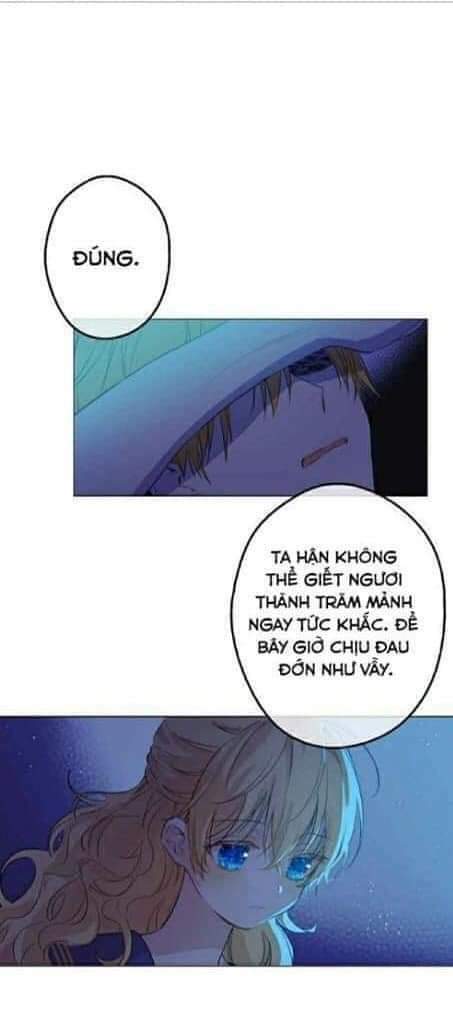 ĐÚNG.
TA HẬN KHÔNG
THỂ GIẾT NGƯƠI
THÀNH TRĂM MẢNH
NGAY TỨC KHẮC. ĐỂ
BÂY GIỜ CHỊU ĐAU
ĐỚN NHƯ VẦY.